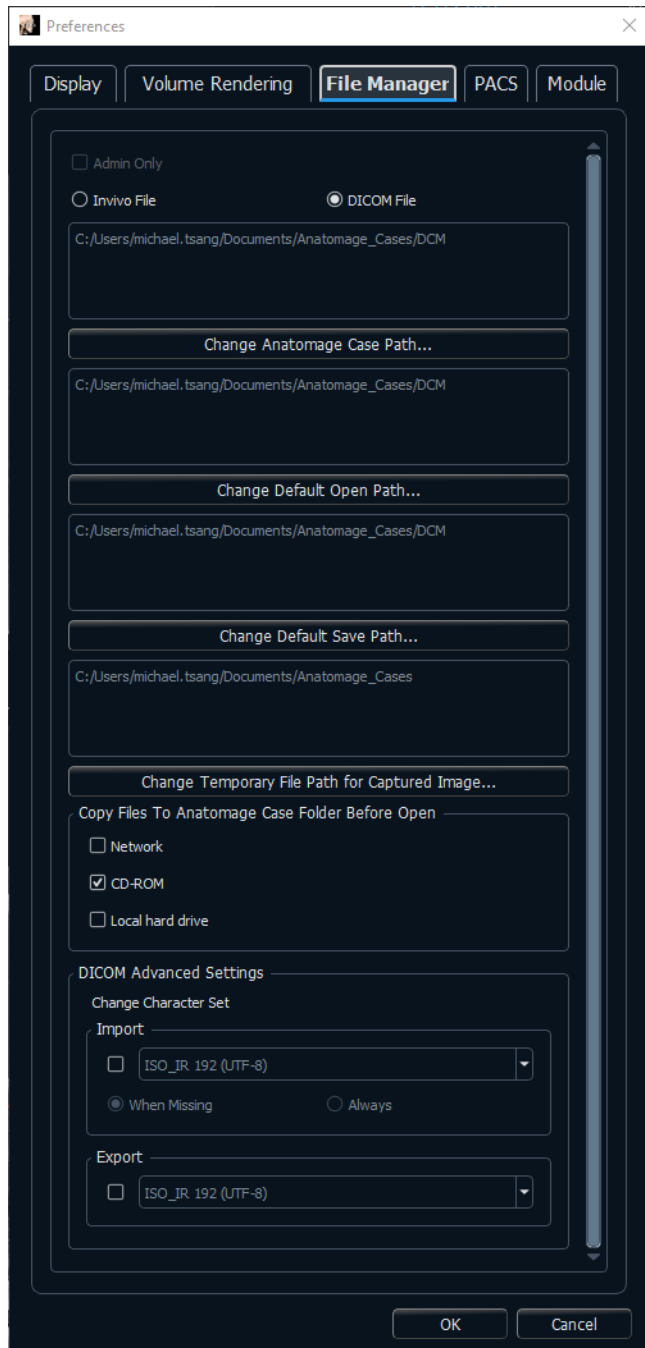 Preferences
Display Volume Rendering File Manager PACS Module
Admin Only
Invivo File DICOM File
C:/Users/michael.tsang/Documents/Anatomage_Cases/DCM
Change Anatomage Case Path...
C:/Users/michael.tsang/Documents/Anatomage_Cases/DCM
Change Default Open Path...
C:/Users/michael.tsang/Documents/Anatomage_Cases/DCM
Change Default Save Path...
C:/Users/michael.tsang/Documents/Anatomage_Cases
Change Temporary File Path for Captured Image...
Copy Files To Anatomage Case Folder Before Open
Network
CD-ROM
Local hard drive
DICOM Advanced Settings
Change Character Set
Import
ISO_IR 192 (UTF-8)
When Missing Always
Export
ISO_IR 192 (UTF-8)
OK Cancel